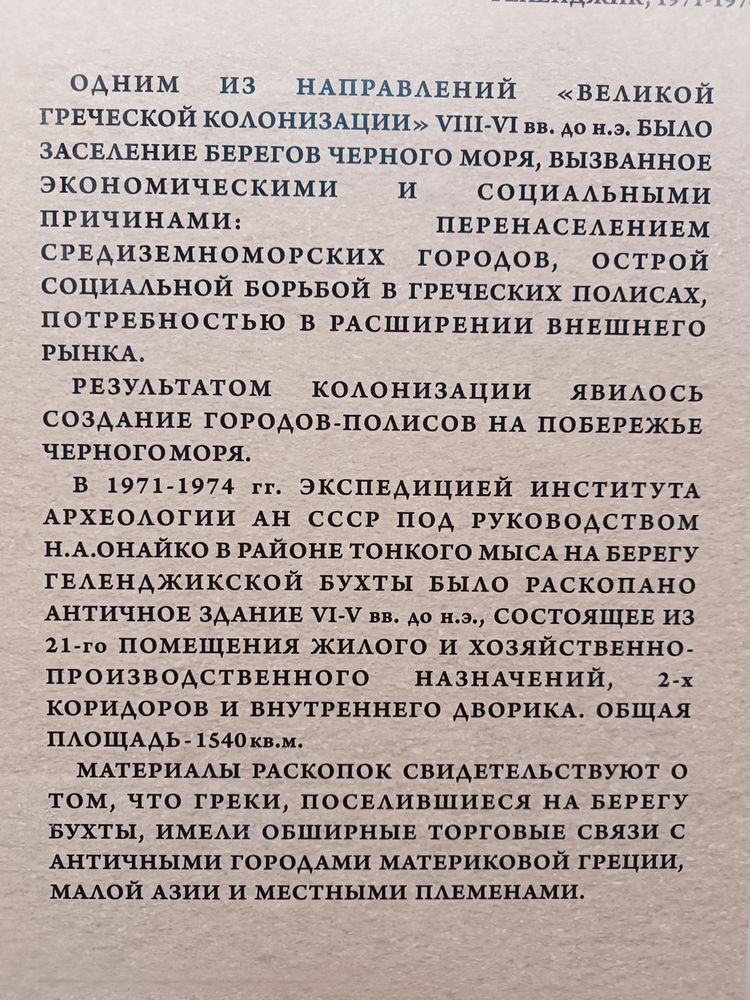 ОДНИМ ИЗ НАПРАВЛЕНИЙ «ВЕЛИКОЙ
ГРЕЧЕСКОЙ КОЛОНИЗАЦИИ» VIII-VI вв. до н.э. БЫЛО
ЗАСЕЛЕНИЕ БЕРЕГОВ ЧЕРНОГО МОРЯ, ВЫЗВАННОЕ
ЭКОНОМИЧЕСКИМИ И СОЦИАЛЬНЫМИ
ПРИЧИНАМИ: ПЕРЕНАСЕЛЕНИЕМ
СРЕДИЗЕМНОМОРСКИХ ГОРОДОВ, ОСТРОЙ
СОЦИАЛЬНОЙ БОРЬБОЙ В ГРЕЧЕСКИХ ПОЛИСАХ,
ПОТРЕБНОСТЬЮ В РАСШИРЕНИИ ВНЕШНЕГО
РЫНКА.
РЕЗУЛЬТАТОМ КОЛОНИЗАЦИИ ЯВИЛОСЬ
СОЗДАНИЕ ГОРОДОВ-ПОЛИСОВ НА ПОБЕРЕЖЬЕ
ЧЕРНОГО МОРЯ.
В 1971-1974 гг. ЭКСПЕДИЦИЕЙ ИНСТИТУТА
АРХЕОЛОГИИ АН СССР ПОД РУКОВОДСТВОМ
Н.А.ОНАЙКО В РАЙОНЕ ТОНКОГО МЫСА НА БЕРЕГУ
ГЕЛЕНДЖИКСКОЙ БУХТЫ БЫЛО РАСКОПАНО
АНТИЧНОЕ ЗДАНИЕ VI-V вв. до н.э., СОСТОЯЩЕЕ ИЗ
21-го ПОМЕЩЕНИЯ ЖИЛОГО И ХОЗЯЙСТВЕННО-
ПРОИЗВОДСТВЕННОГО НАЗНАЧЕНИЙ, 2-х
КОРИДОРОВ И ВНУТРЕННЕГО ДВОРИКА. ОБЩАЯ
ПЛОЩАДЬ - 1540 кв.м.
МАТЕРИАЛЫ РАСКОПОК СВИДЕТЕЛЬСТВУЮТ О
ТОМ, ЧТО ГРЕКИ, ПОСЕЛИВШИЕСЯ НА БЕРЕГУ
БУХТЫ, ИМЕЛИ ОБШИРНЫЕ ТОРГОВЫЕ СВЯЗИ С
АНТИЧНЫМИ ГОРОДАМИ МАТЕРИКОВОЙ ГРЕЦИИ,
МАЛОЙ АЗИИ И МЕСТНЫМИ ПЛЕМЕНАМИ.